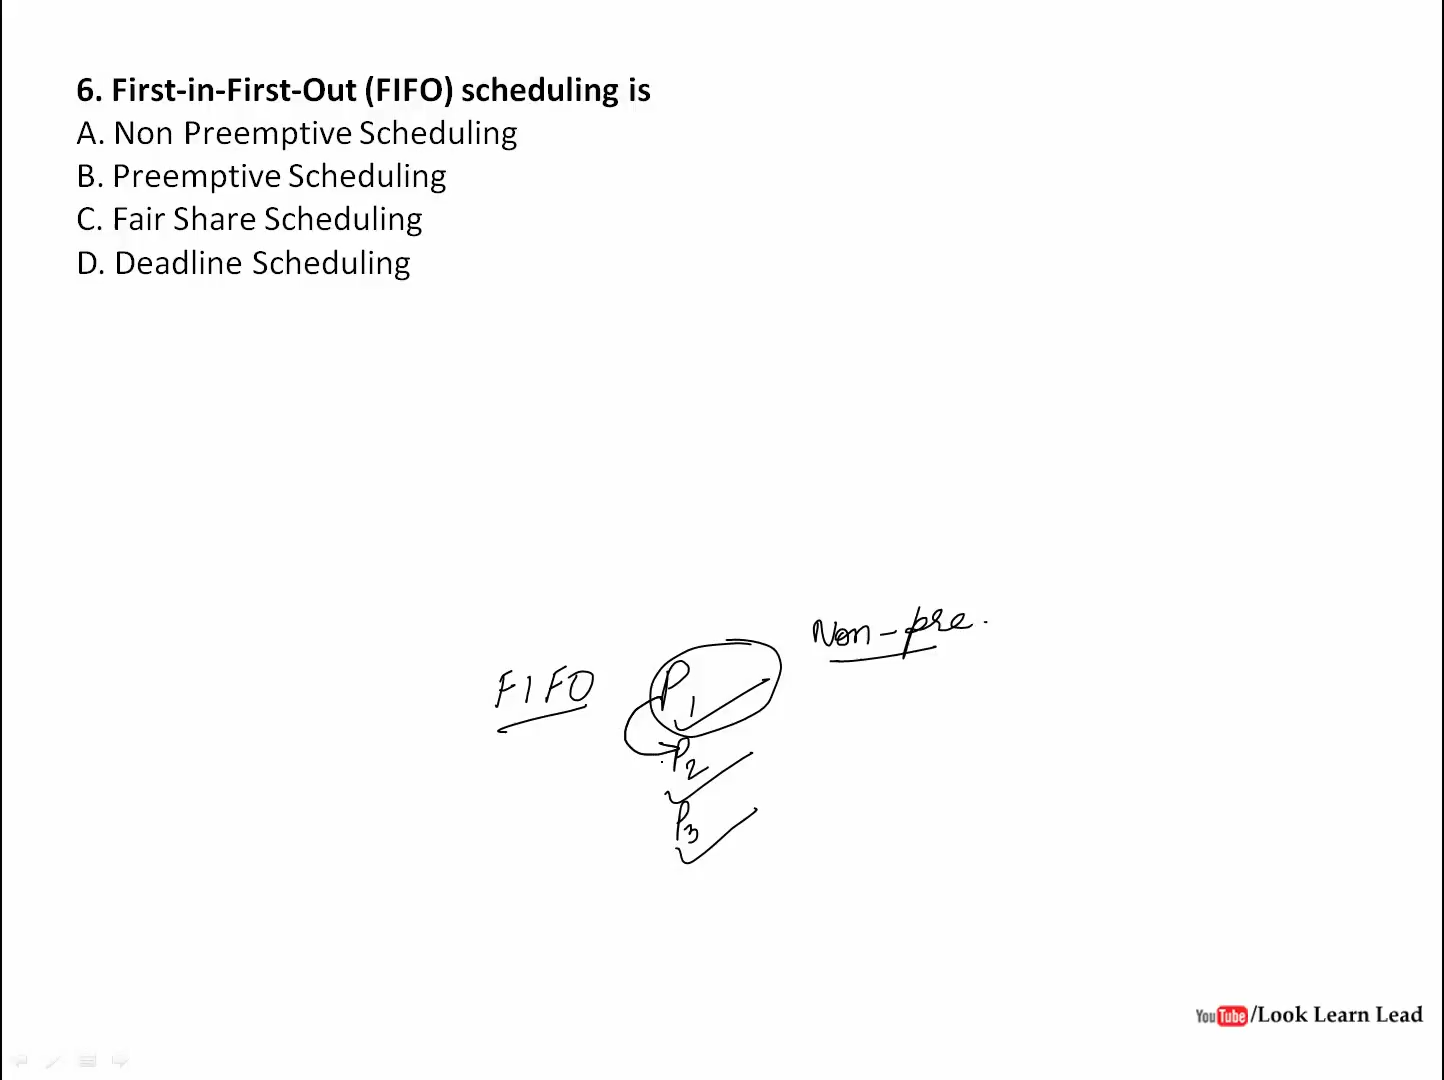 6. First-in-First-Out (FIFO) scheduling is
A. Non Preemptive Scheduling
B. Preemptive Scheduling
C. Fair Share Scheduling
D. Deadline Scheduling
Non-pre.
FIFO P1
P2
P3
YouTube/Look Learn Lead